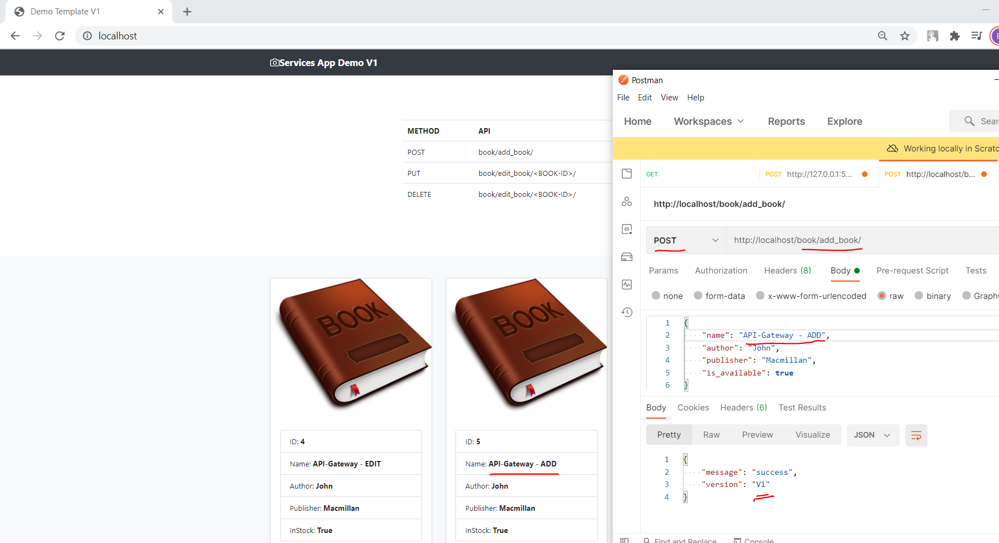 Demo Template V1
localhost
Services App Demo V1
METHOD API
POST book/add_book/
PUT book/edit_book/<BOOK-ID>/
DELETE book/edit_book/<BOOK-ID>/
BOOK
BOOK
ID: 4
Name: API-Gateway - EDIT
Author: John
Publisher: Macmillan
InStock: True
ID: 5
Name: API-Gateway - ADD
Author: John
Publisher: Macmillan
InStock: True
Postman
File Edit View Help
Home Workspaces Reports Explore Sear
Working locally in Scratc
GET POST http://127.0.0.1:5... POST http://localhost/b...
http://localhost/book/add_book/
POST http://localhost/book/add_book/
Params Authorization Headers (8) Body Pre-request Script Tests
none form-data x-www-form-urlencoded raw binary Graph
1 {
2 "name": "API-Gateway - ADD",
3 "author": "John",
4 "publisher": "Macmillan",
5 "is_available": true
6 }
Body Cookies Headers (6) Test Results
Pretty Raw Preview Visualize JSON
1 {
2 "message": "success",
3 "version": "V1"
4 }
Find and Replace Console